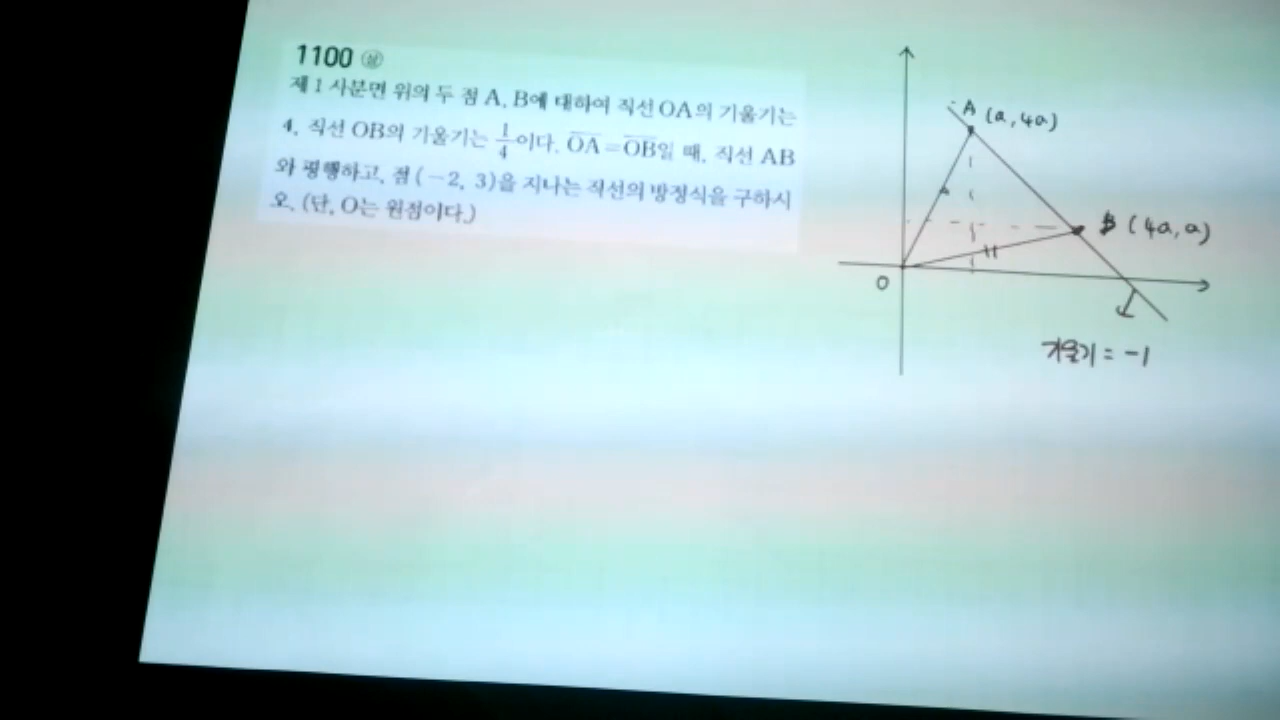 1100 상
제 1 사분면 위의 두 점 A, B에 대하여 직선 OA의 기울기는
4, 직선 OB의 기울기는 1/4이다. OA=OB일 때, 직선 AB
와 평행하고, 점 (-2, 3)을 지나는 직선의 방정식을 구하시
오. (단, O는 원점이다.)
A (a, 4a)
B (4a, a)
O
기울기 = -1